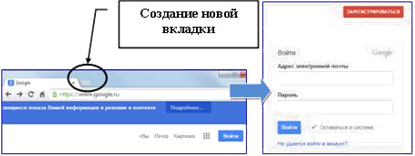 Создание новой
вкладки
Google
https://www.google.ru
показа Вашей информации в рекламе и контенте
Подробнее...
+Вы Почта Картинки
Войти
ЗАРЕГИСТРИРОВАТЬСЯ
Войти Google
Адрес электронной почты
Пароль
Войти Оставаться в системе
Не удается войти в аккаунт?